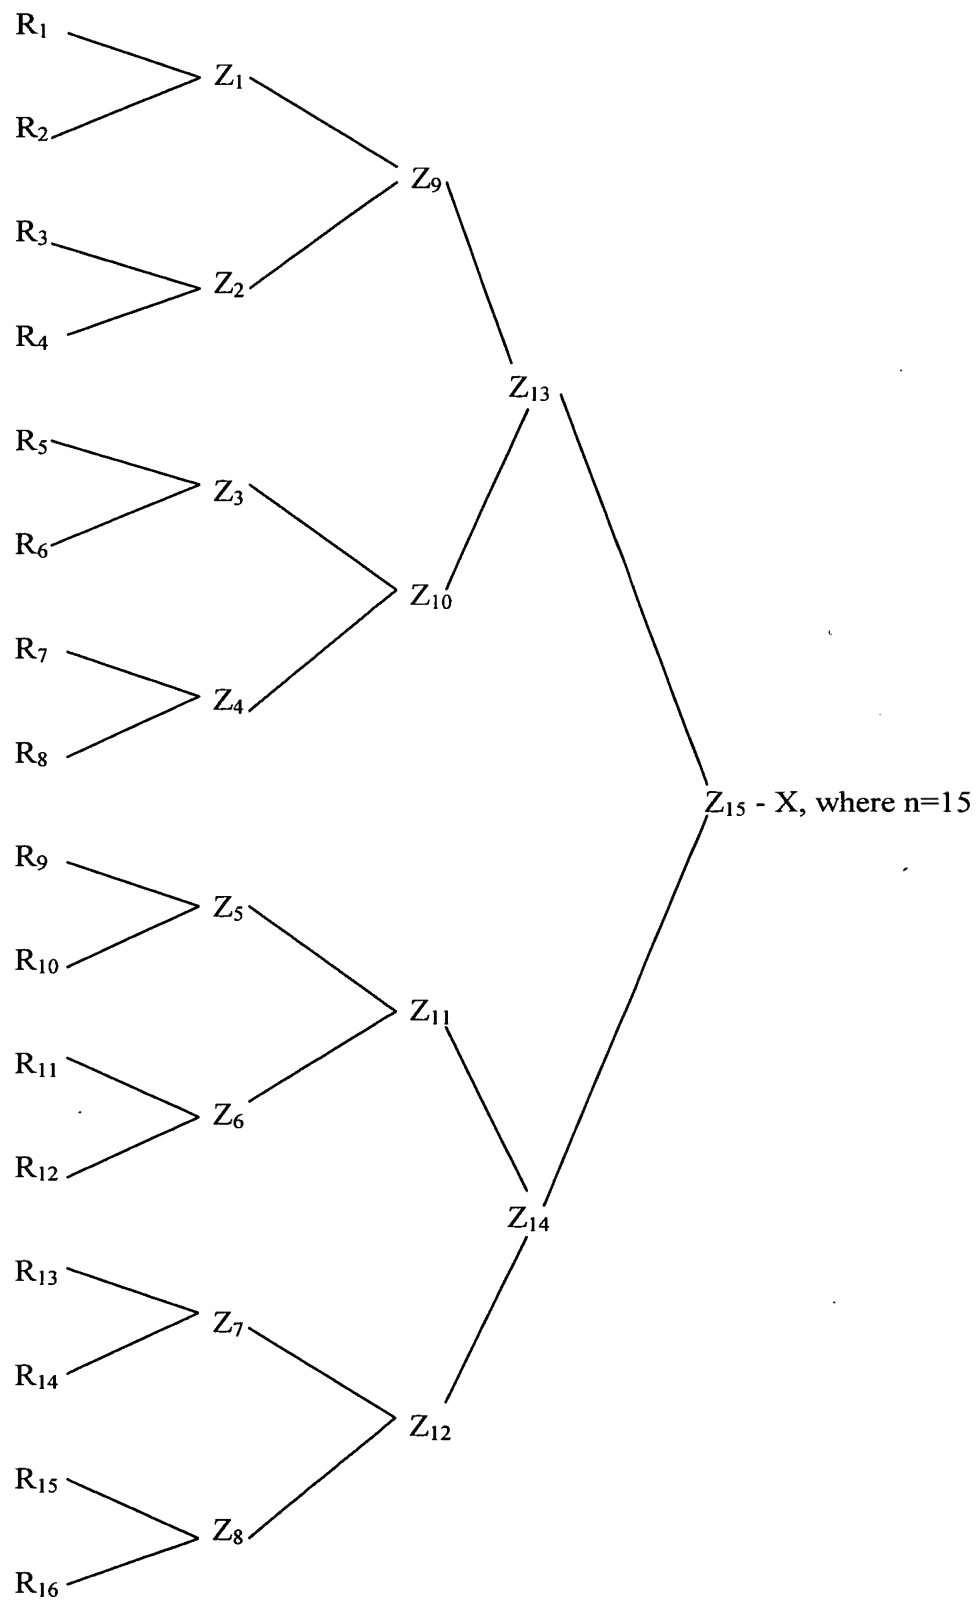 R₁
Z₁
R₂
Z₉
R₃
Z₂
R₄
Z₁₃
R₅
Z₃
R₆
Z₁₀
R₇
Z₄
R₈
Z₁₅ - X, where n=15
R₉
Z₅
R₁₀
Z₁₁
R₁₁
Z₆
R₁₂
Z₁₄
R₁₃
Z₇
R₁₄
Z₁₂
R₁₅
Z₈
R₁₆